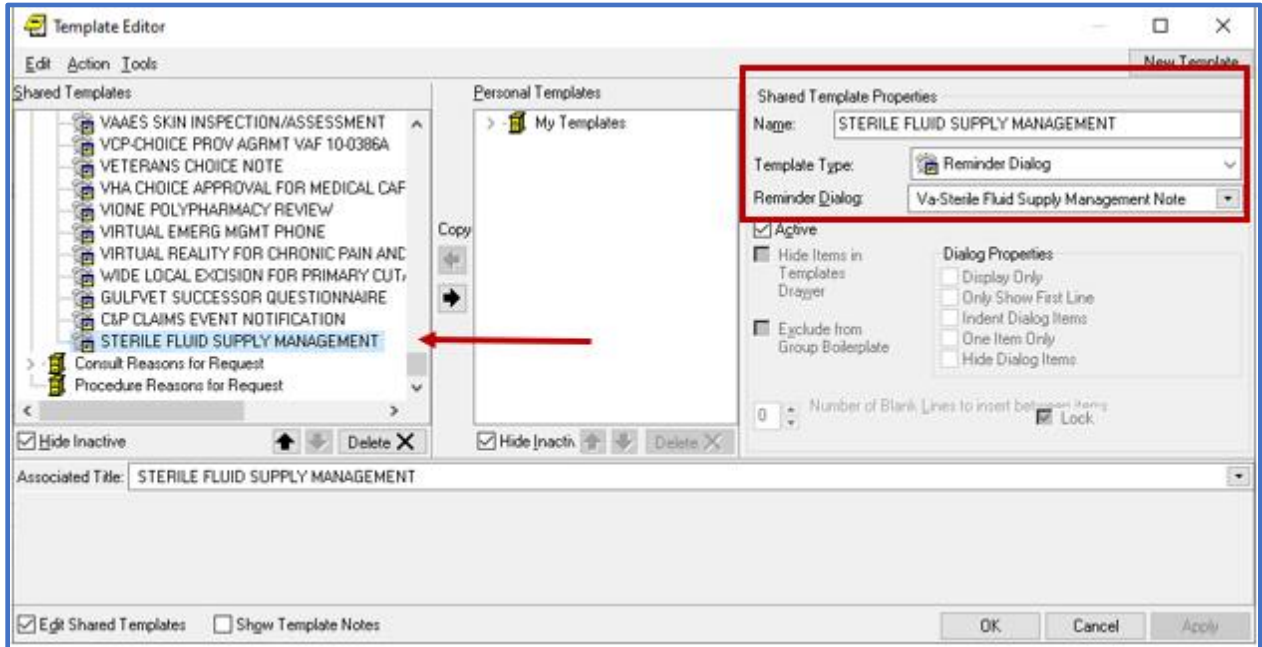 Template Editor
Edit Action Tools
New Template
Shared Templates
VAAES SKIN INSPECTION/ASSESSMENT
VCP-CHOICE PROV AGRMT VAF 10-0386A
VETERANS CHOICE NOTE
VHA CHOICE APPROVAL FOR MEDICAL CAF
VIONE POLYPHARMACY REVIEW
VIRTUAL EMERG MGMT PHONE
VIRTUAL REALITY FOR CHRONIC PAIN AND
WIDE LOCAL EXCISION FOR PRIMARY CUT
GULFVET SUCCESSOR QUESTIONNAIRE
C&P CLAIMS EVENT NOTIFICATION
STERILE FLUID SUPPLY MANAGEMENT
Consult Reasons for Request
Procedure Reasons for Request
Hide Inactive
Delete
Copy
Personal Templates
My Templates
Hide Inactiv
Delete
Shared Template Properties
Name: STERILE FLUID SUPPLY MANAGEMENT
Template Type: Reminder Dialog
Reminder Dialog: Va-Sterile Fluid Supply Management Note
Active
Hide Items in
Templates
Drawer
Exclude from
Group Boilerplate
Dialog Properties
Display Only
Only Show First Line
Indent Dialog Items
One Item Only
Hide Dialog Items
0 Number of Blank Lines to insert between items
Lock
Associated Title: STERILE FLUID SUPPLY MANAGEMENT
Edit Shared Templates Show Template Notes
OK Cancel Apply